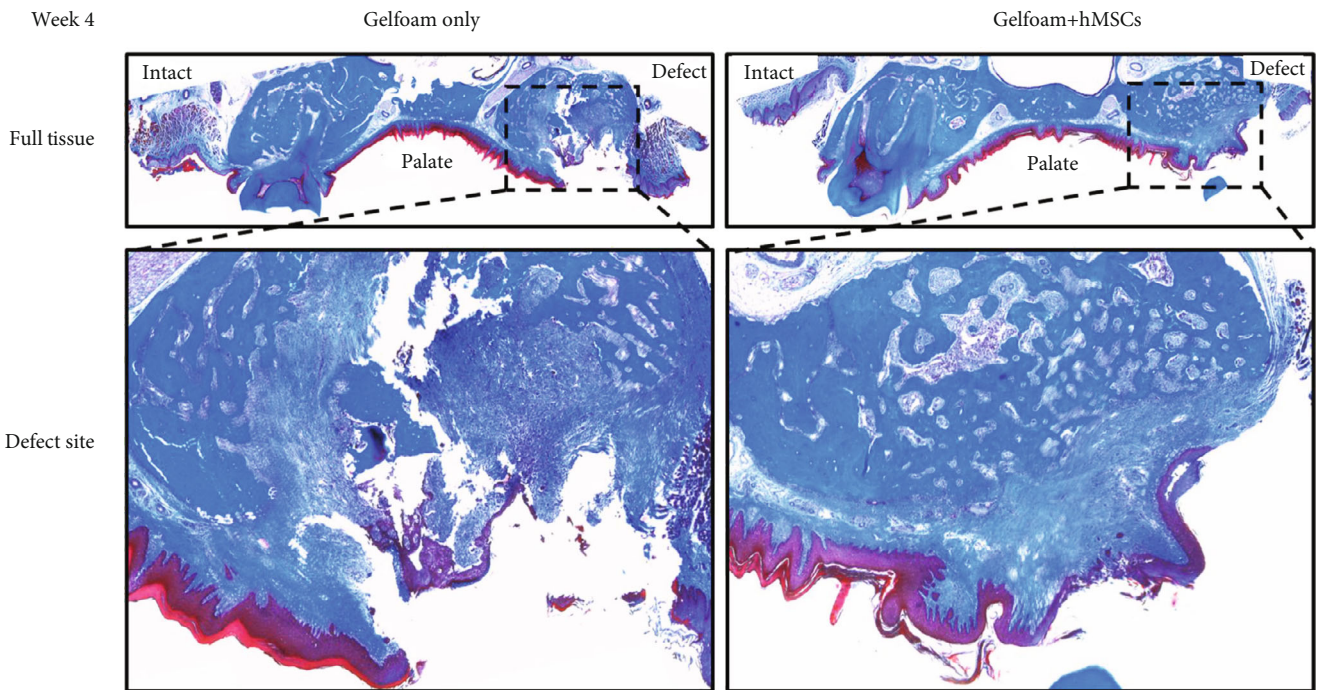 Week 4
Gelfoam only
Gelfoam+hMSCs
Full tissue
Intact
Defect
Palate
Intact
Defect
Palate
Defect site